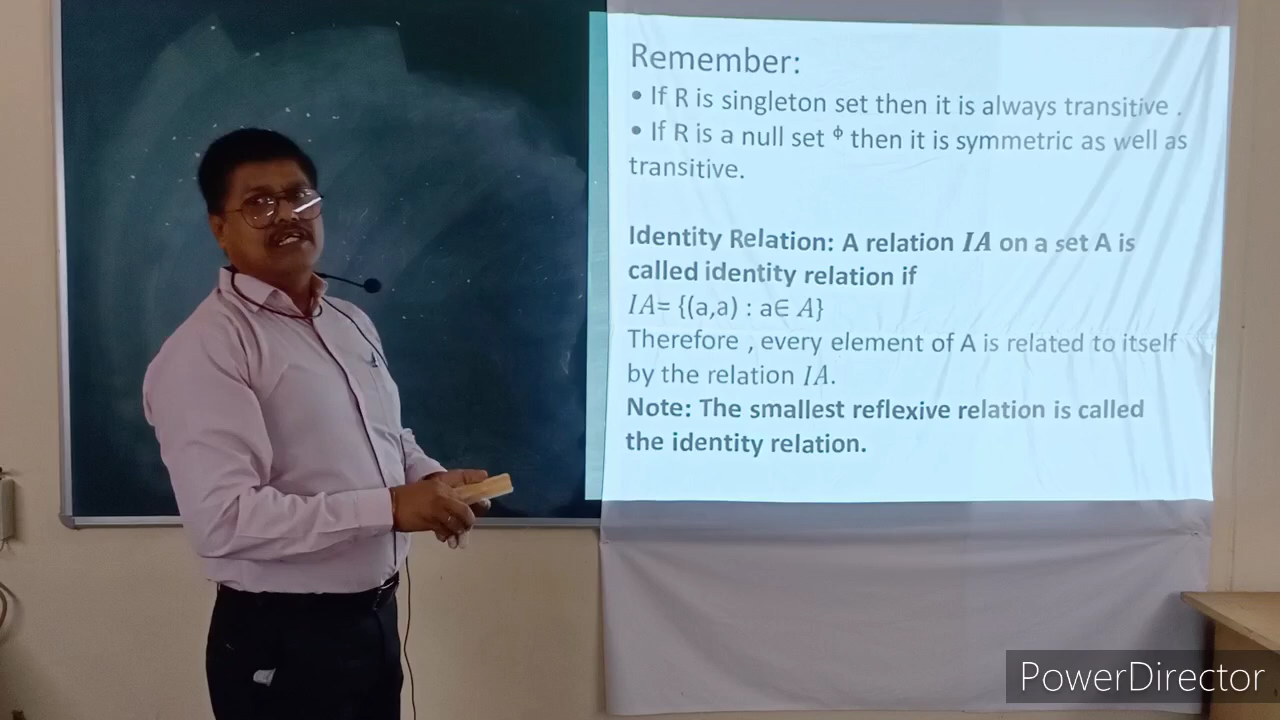 Remember:
• If R is singleton set then it is always transitive .
• If R is a null set ϕ then it is symmetric as well as
transitive.
Identity Relation: A relation IA on a set A is
called identity relation if
IA= {(a,a) : a∈ A}
Therefore , every element of A is related to itself
by the relation IA.
Note: The smallest reflexive relation is called
the identity relation.
PowerDirector